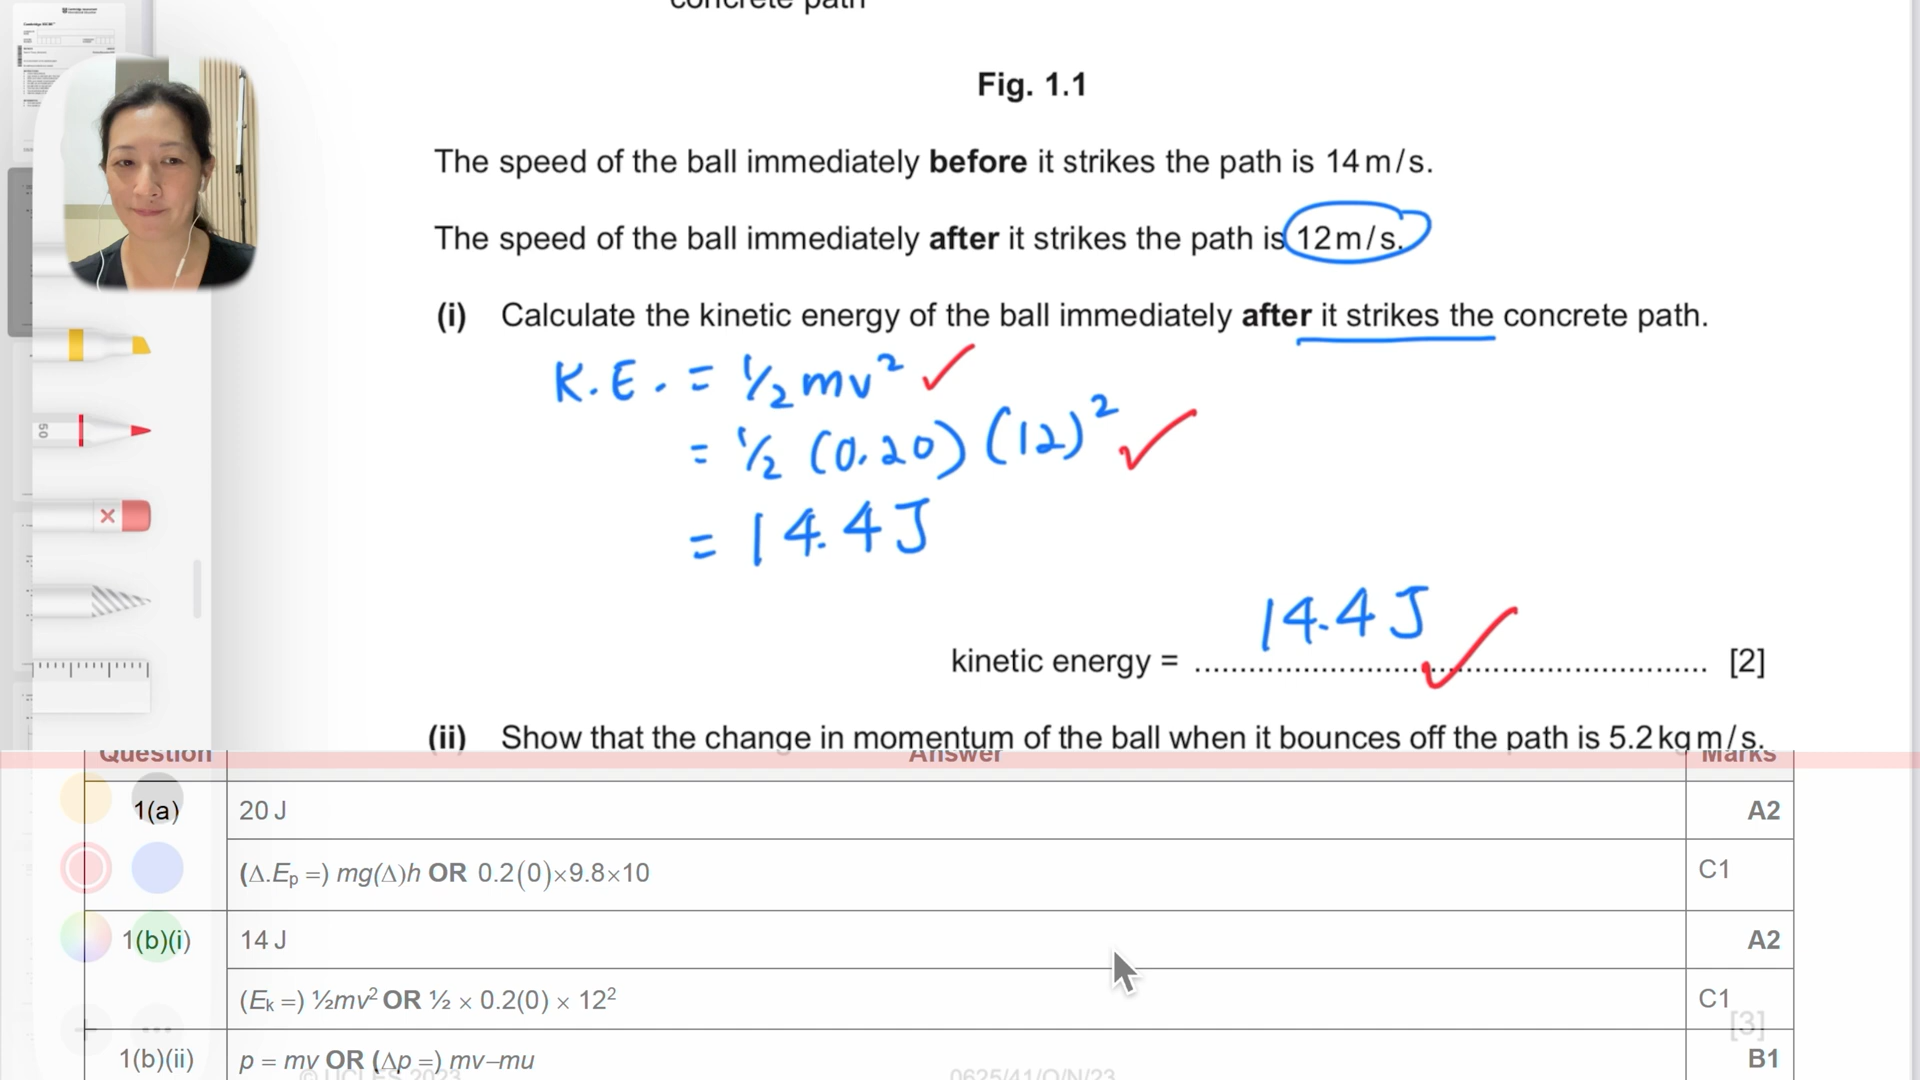 concrete path
Fig. 1.1
The speed of the ball immediately before it strikes the path is 14 m/s.
The speed of the ball immediately after it strikes the path is 12 m/s.
(i) Calculate the kinetic energy of the ball immediately after it strikes the concrete path.
K.E. = ½ mv² ✓
= ½ (0.20) (12)² ✓
= 14.4 J
14.4 J ✓
kinetic energy = ............................................................ [2]
(ii) Show that the change in momentum of the ball when it bounces off the path is 5.2 kg m/s.
Question Answer Marks
1(a) 20 J A2
(Δ.Eₚ =) mg(Δ)h OR 0.2(0)×9.8×10 C1
1(b)(i) 14 J A2
(Eₖ =) ½mv² OR ½ × 0.2(0) × 12² C1
[3]
1(b)(ii) p = mv OR (Δp =) mv–mu B1
© UCLES 2023 0625/41/O/N/23
50